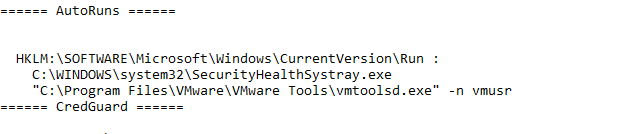 ====== AutoRuns ======
HKLM:\SOFTWARE\Microsoft\Windows\CurrentVersion\Run :
C:\WINDOWS\system32\SecurityHealthSystray.exe
"C:\Program Files\VMware\VMware Tools\vmtoolsd.exe" -n vmusr
====== CredGuard ======